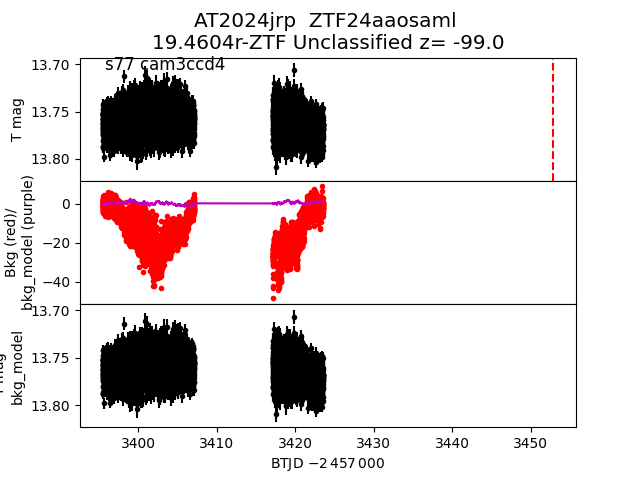 AT2024jrp  ZTF24aaosaml
19.4604r-ZTF Unclassified z= -99.0
s77 cam3ccd4
13.70
13.75
13.80
T mag
0
−20
−40
Bkg (red)/
bkg_model (purple)
13.70
13.75
13.80
mag
bkg_model
3400 3410 3420 3430 3440 3450
BTJD −2 457 000